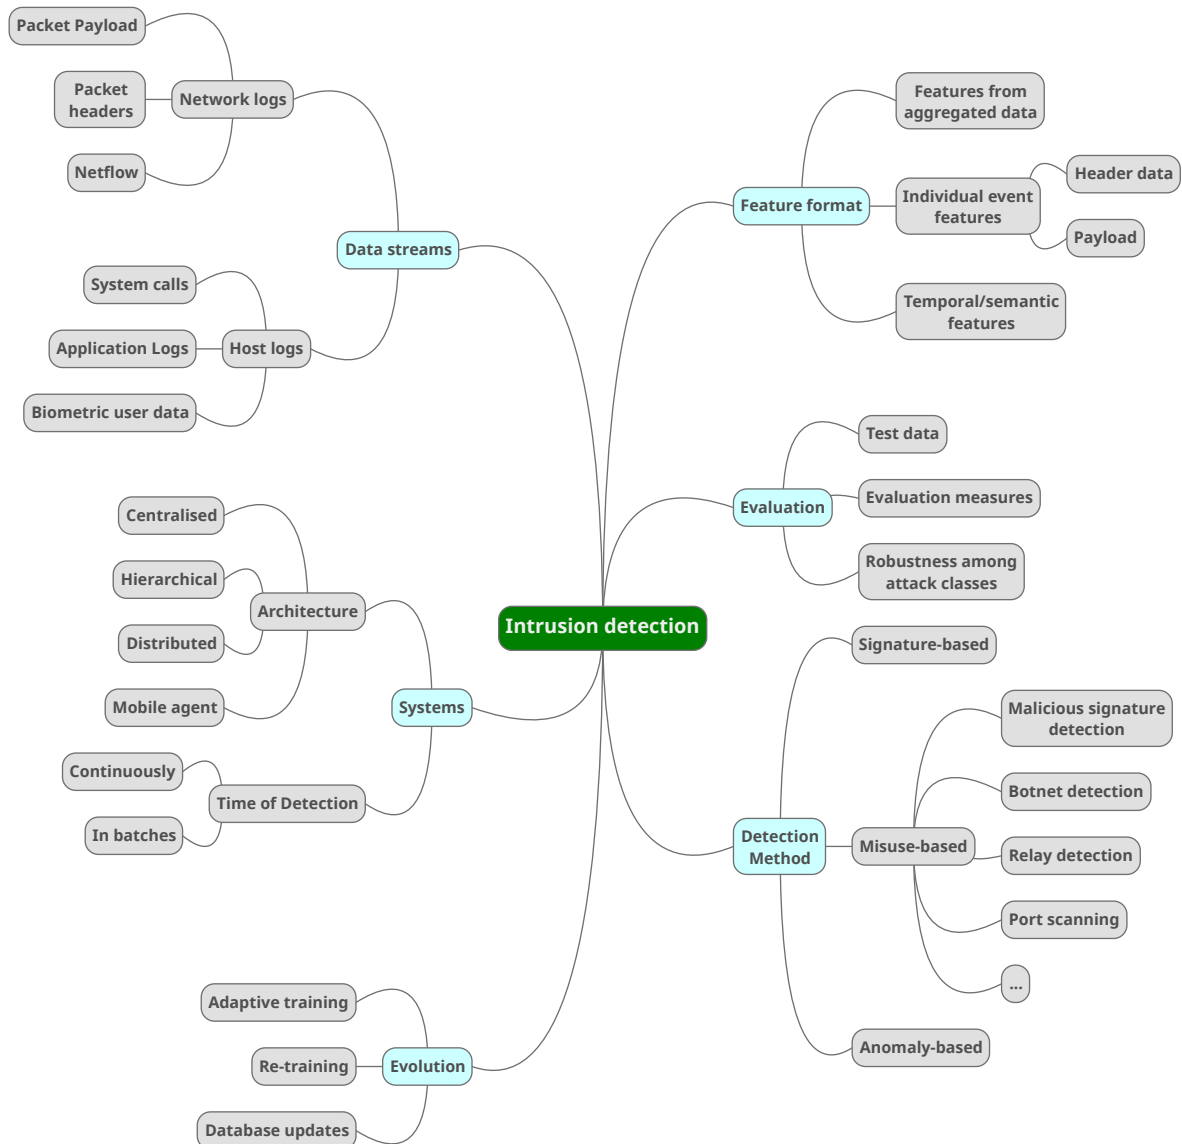 Packet Payload
Packet
headers
Network logs
Netflow
Data streams
System calls
Application Logs
Host logs
Biometric user data
Centralised
Hierarchical
Architecture
Distributed
Mobile agent
Systems
Continuously
Time of Detection
In batches
Adaptive training
Re-training
Evolution
Database updates
Intrusion detection
Features from
aggregated data
Feature format
Individual event
features
Header data
Payload
Temporal/semantic
features
Test data
Evaluation
Evaluation measures
Robustness among
attack classes
Signature-based
Detection
Method
Misuse-based
Malicious signature
detection
Botnet detection
Relay detection
Port scanning
...
Anomaly-based